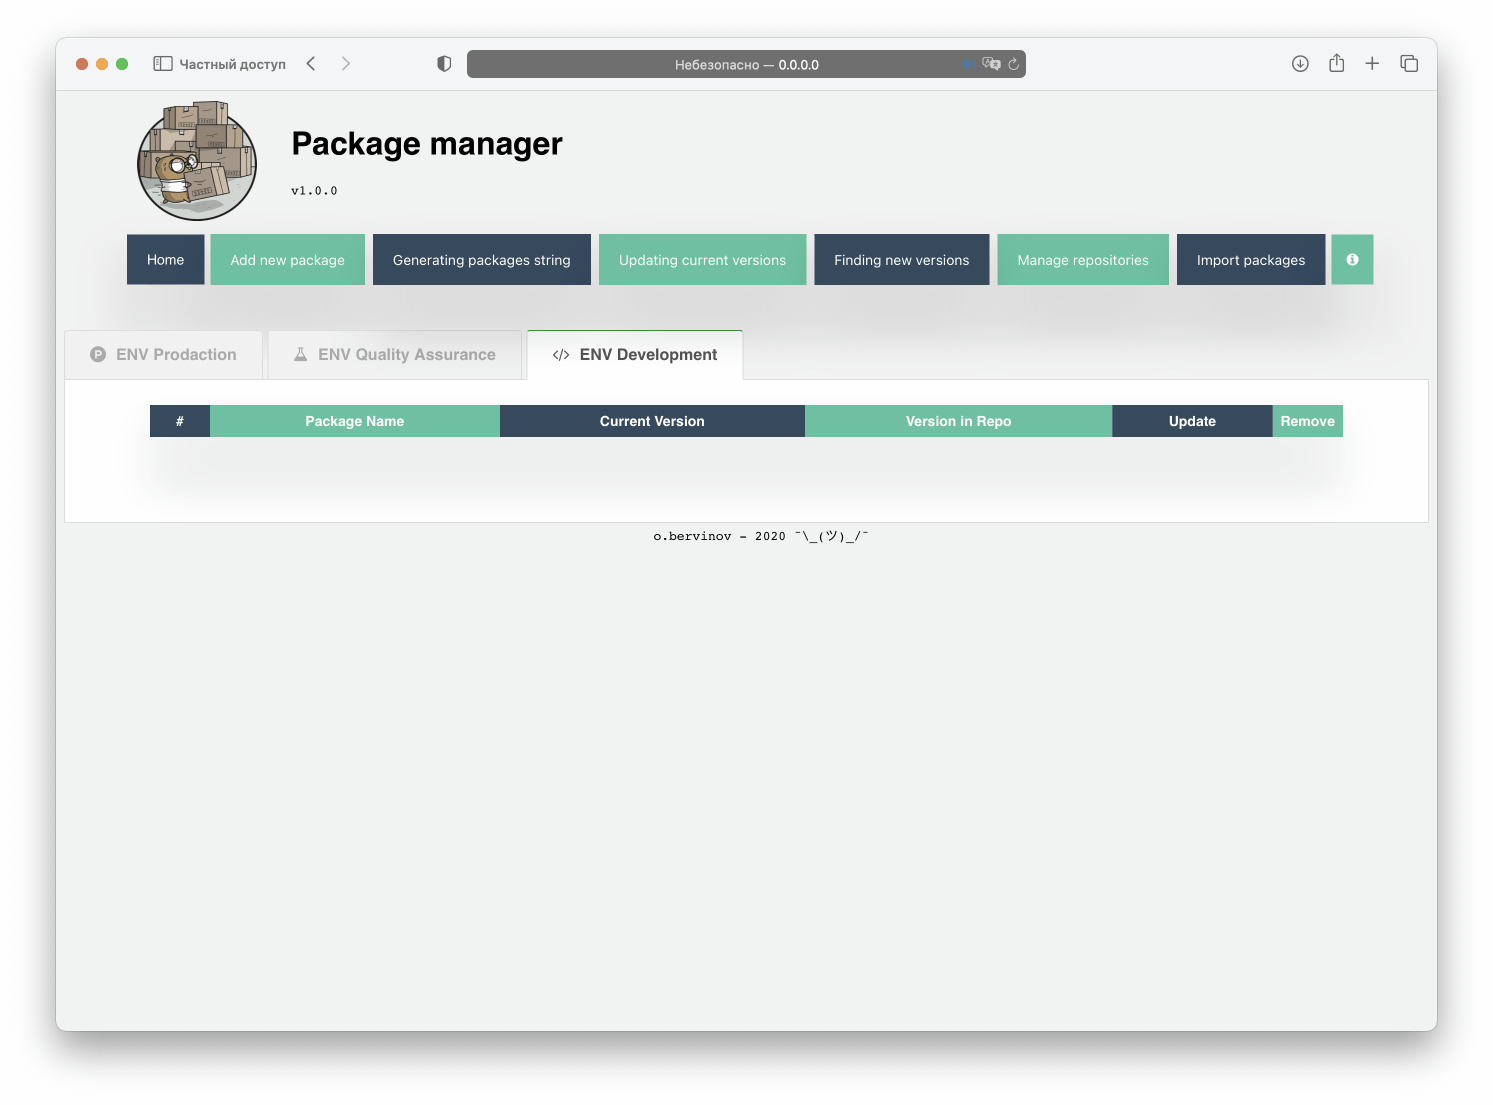 Частный доступ
Небезопасно — 0.0.0.0
Package manager
v1.0.0
Home
Add new package
Generating packages string
Updating current versions
Finding new versions
Manage repositories
Import packages
ENV Prodaction
ENV Quality Assurance
</> ENV Development
# Package Name Current Version Version in Repo Update Remove
o.bervinov - 2020 ¯\_(ツ)_/¯